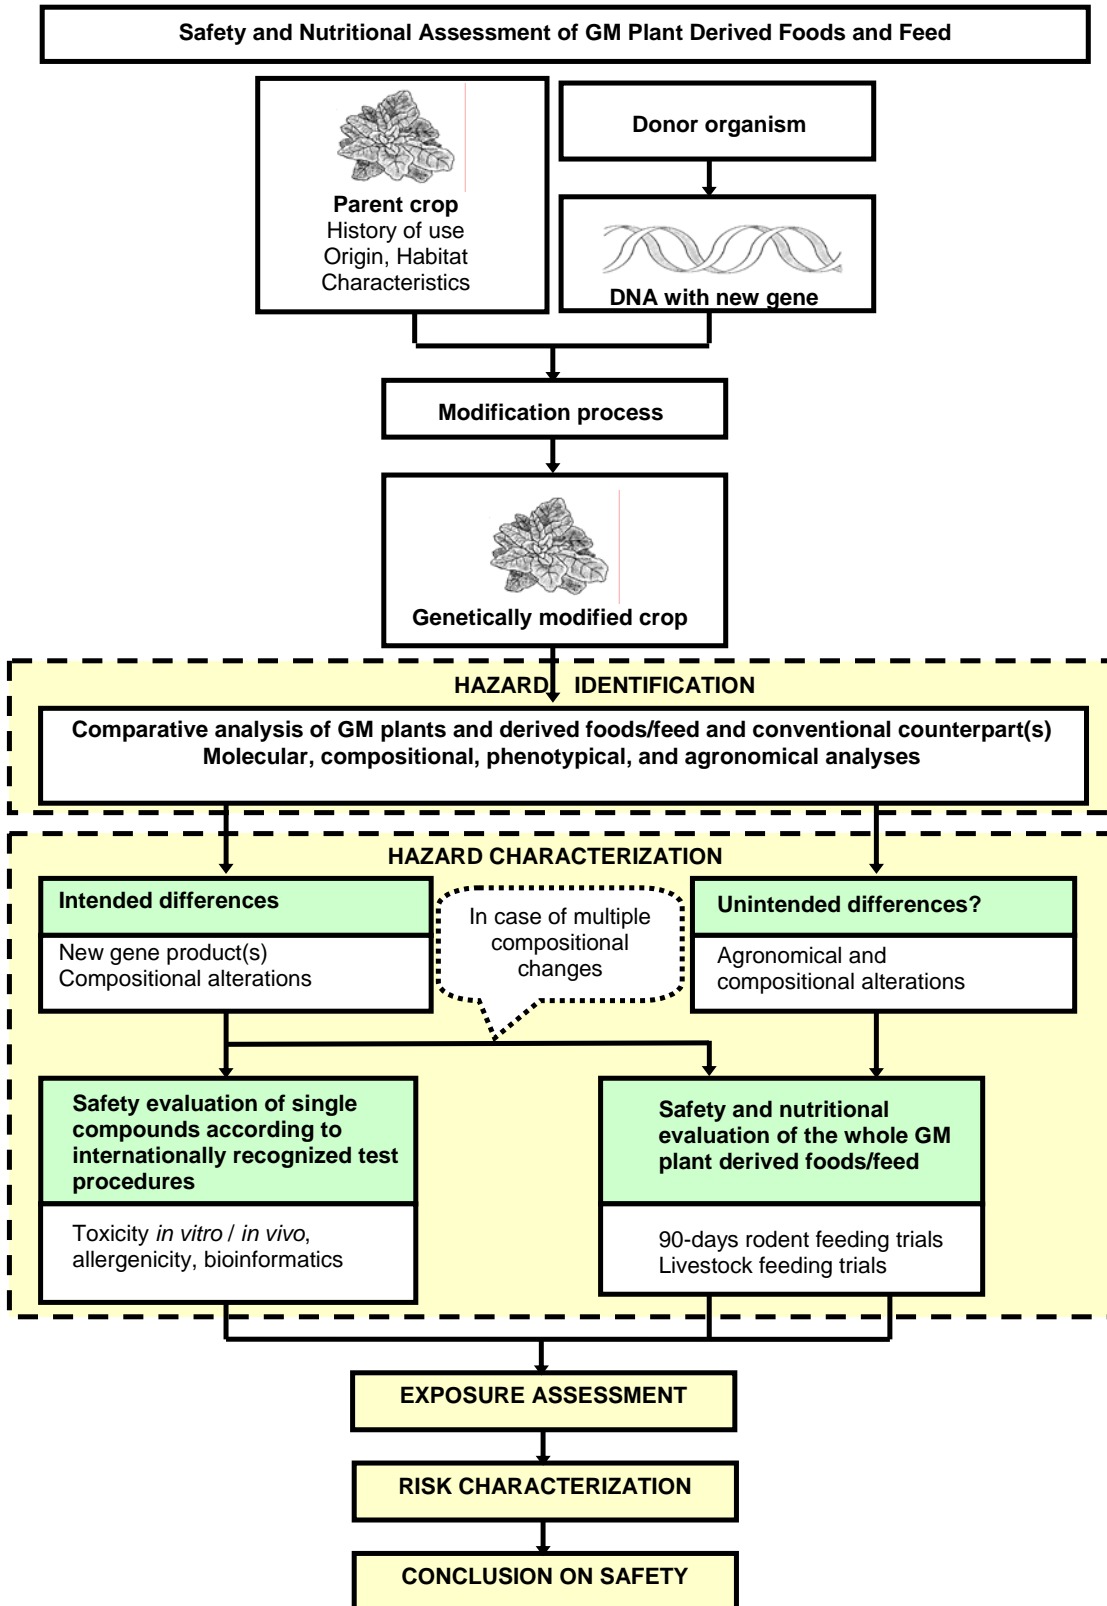 Safety and Nutritional Assessment of GM Plant Derived Foods and Feed
Parent crop
History of use
Origin, Habitat
Characteristics
Donor organism
DNA with new gene
Modification process
Genetically modified crop
HAZARD IDENTIFICATION
Comparative analysis of GM plants and derived foods/feed and conventional counterpart(s)
Molecular, compositional, phenotypical, and agronomical analyses
HAZARD CHARACTERIZATION
Intended differences
New gene product(s)
Compositional alterations
In case of multiple
compositional
changes
Unintended differences?
Agronomical and
compositional alterations
Safety evaluation of single
compounds according to
internationally recognized test
procedures
Toxicity in vitro / in vivo,
allergenicity, bioinformatics
Safety and nutritional
evaluation of the whole GM
plant derived foods/feed
90-days rodent feeding trials
Livestock feeding trials
EXPOSURE ASSESSMENT
RISK CHARACTERIZATION
CONCLUSION ON SAFETY